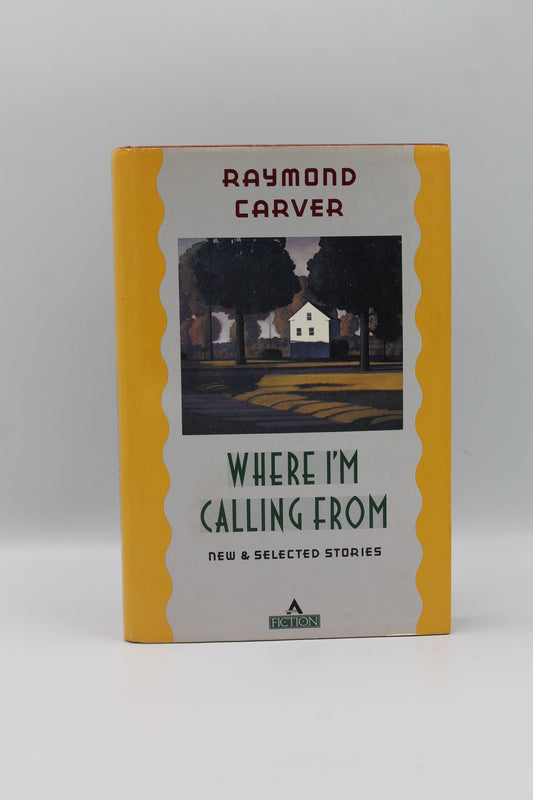 RAYMOND
CARVER
WHERE I'M
CALLING FROM
NEW & SELECTED STORIES
A
FICTION